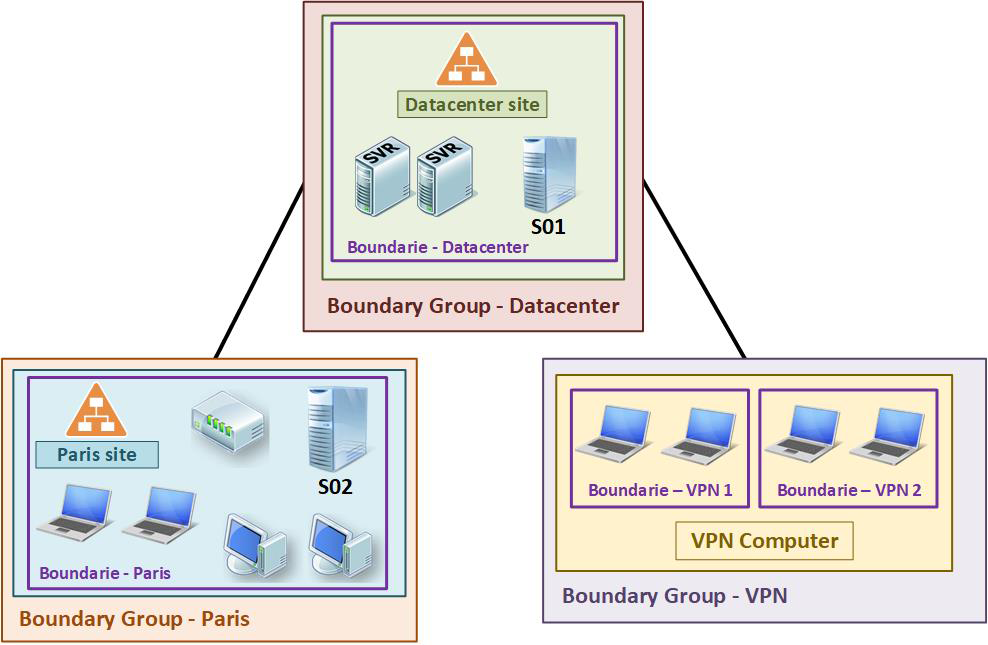 Datacenter site
SVR
SVR
S01
Boundarie - Datacenter
Boundary Group - Datacenter
Paris site
S02
Boundarie - Paris
Boundary Group - Paris
Boundarie – VPN 1
Boundarie – VPN 2
VPN Computer
Boundary Group - VPN